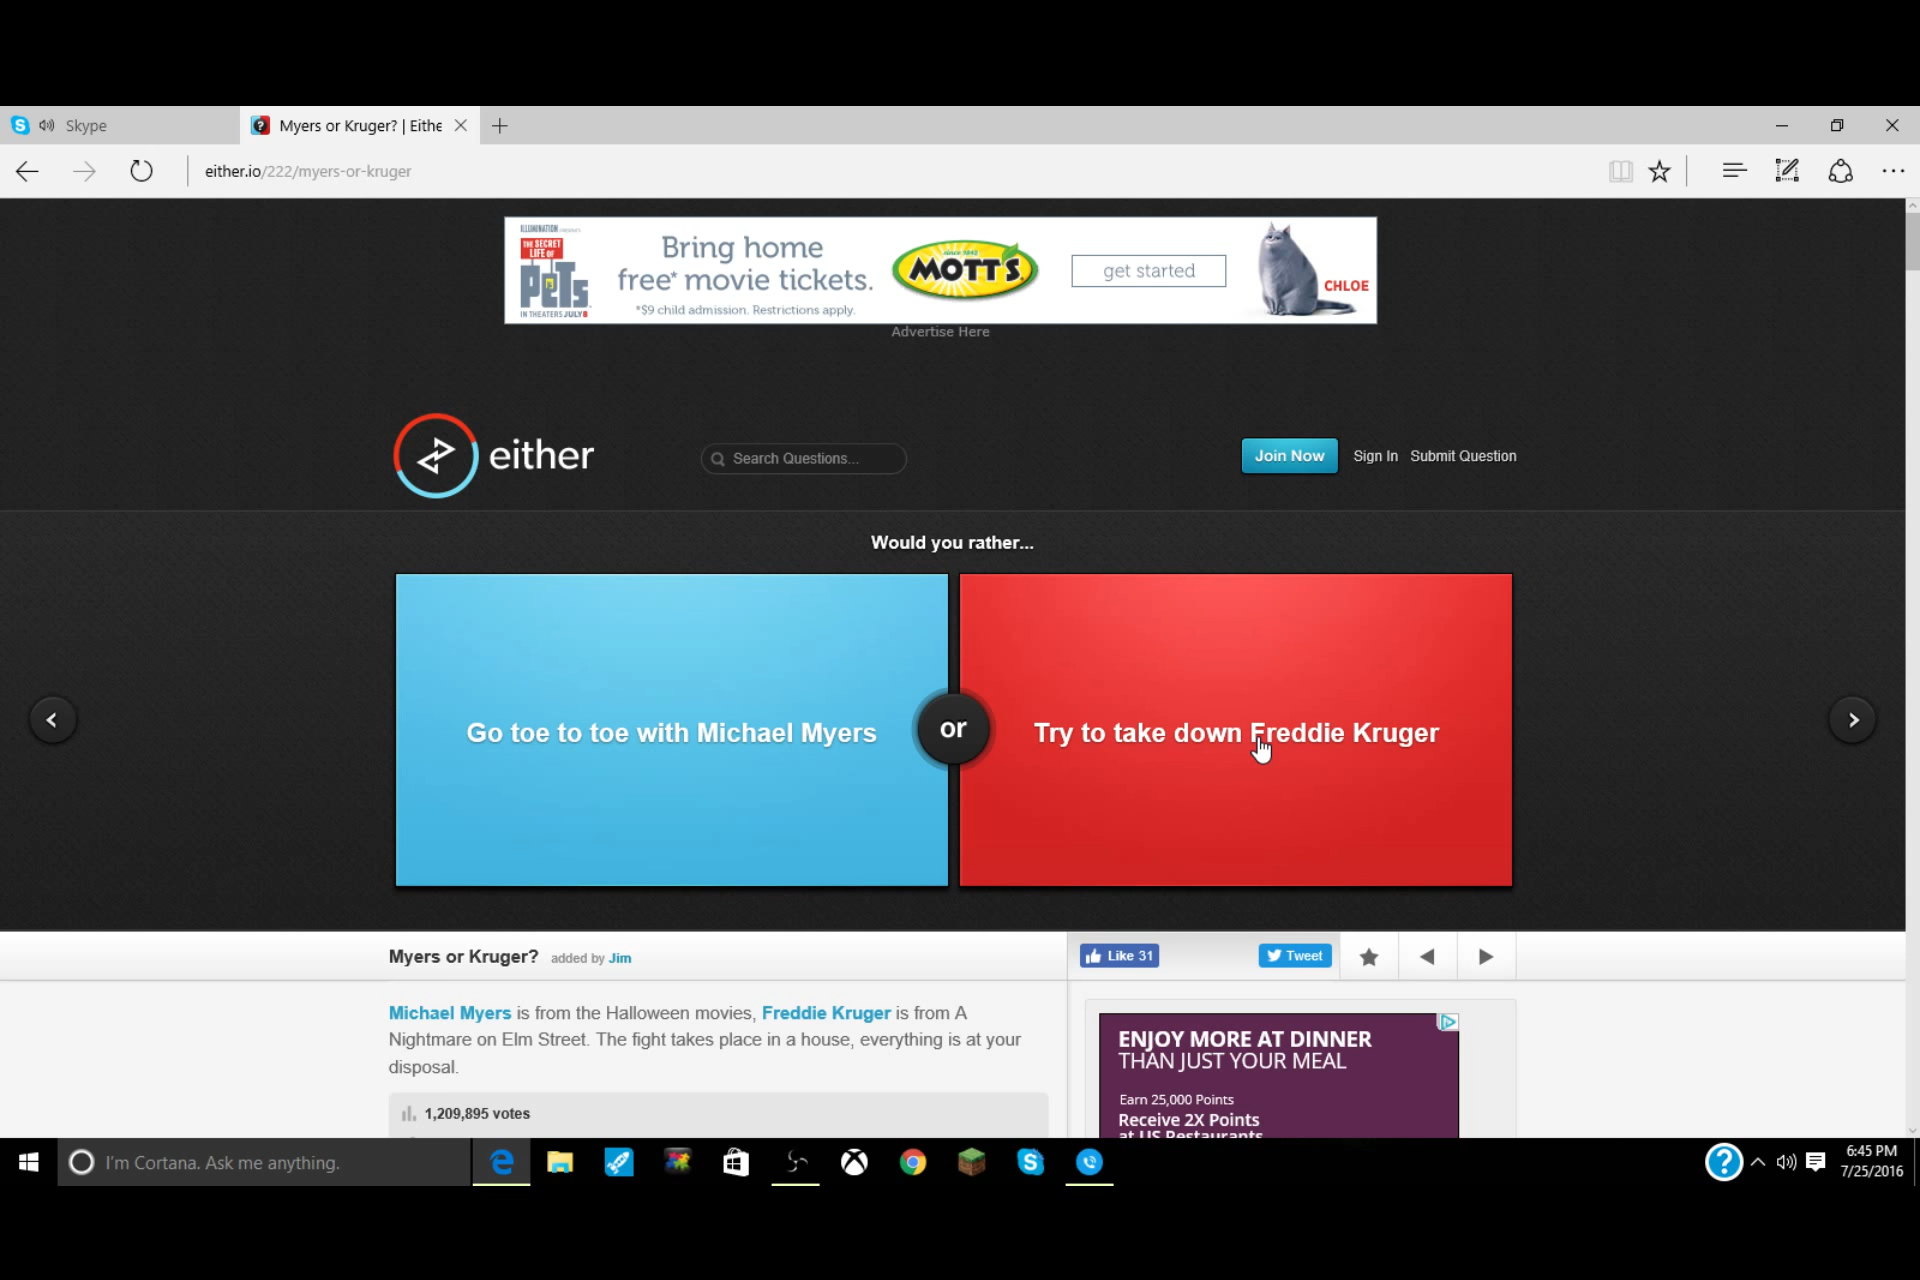 Skype
Myers or Kruger? | Eithe
either.io/222/myers-or-kruger
ILLUMINATION
THE SECRET
LIFE OF
PETS
IN THEATERS JULY 8
Bring home
free* movie tickets.
*$9 child admission. Restrictions apply.
since 1842
MOTT'S
get started
CHLOE
Advertise Here
either
Search Questions...
Join Now
Sign In
Submit Question
Would you rather...
Go toe to toe with Michael Myers
or
Try to take down Freddie Kruger
Myers or Kruger? added by Jim
Like 31
Tweet
Michael Myers is from the Halloween movies, Freddie Kruger is from A
Nightmare on Elm Street. The fight takes place in a house, everything is at your
disposal.
1,209,895 votes
ENJOY MORE AT DINNER
THAN JUST YOUR MEAL
Earn 25,000 Points
Receive 2X Points
at US Restaurants
I'm Cortana. Ask me anything.
6:45 PM
7/25/2016